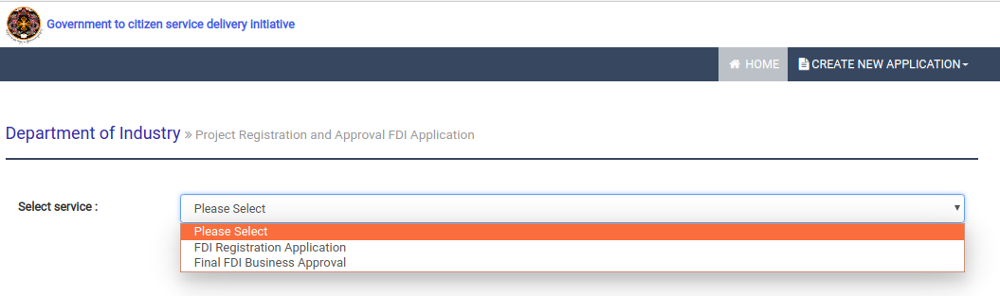 Government to citizen service delivery initiative
HOME CREATE NEW APPLICATION
Department of Industry » Project Registration and Approval FDI Application
Select service : Please Select
Please Select
FDI Registration Application
Final FDI Business Approval